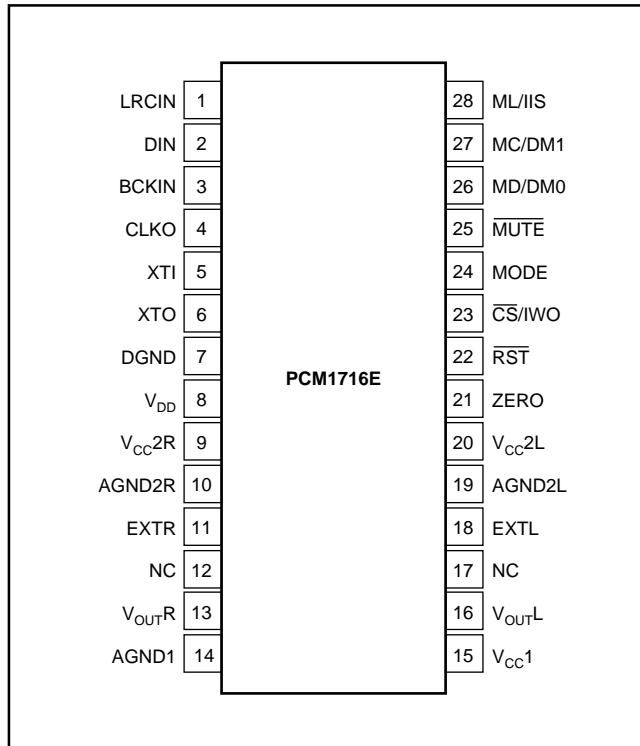 LRCIN 1 28 ML/IIS
DIN 2 27 MC/DM1
BCKIN 3 26 MD/DM0
CLKO 4 25 M̅U̅T̅E̅
XTI 5 24 MODE
XTO 6 23 C̅S̅/IWO
DGND 7 22 R̅S̅T̅
PCM1716E
VDD 8 21 ZERO
VCC2R 9 20 VCC2L
AGND2R 10 19 AGND2L
EXTR 11 18 EXTL
NC 12 17 NC
VOUTR 13 16 VOUTL
AGND1 14 15 VCC1